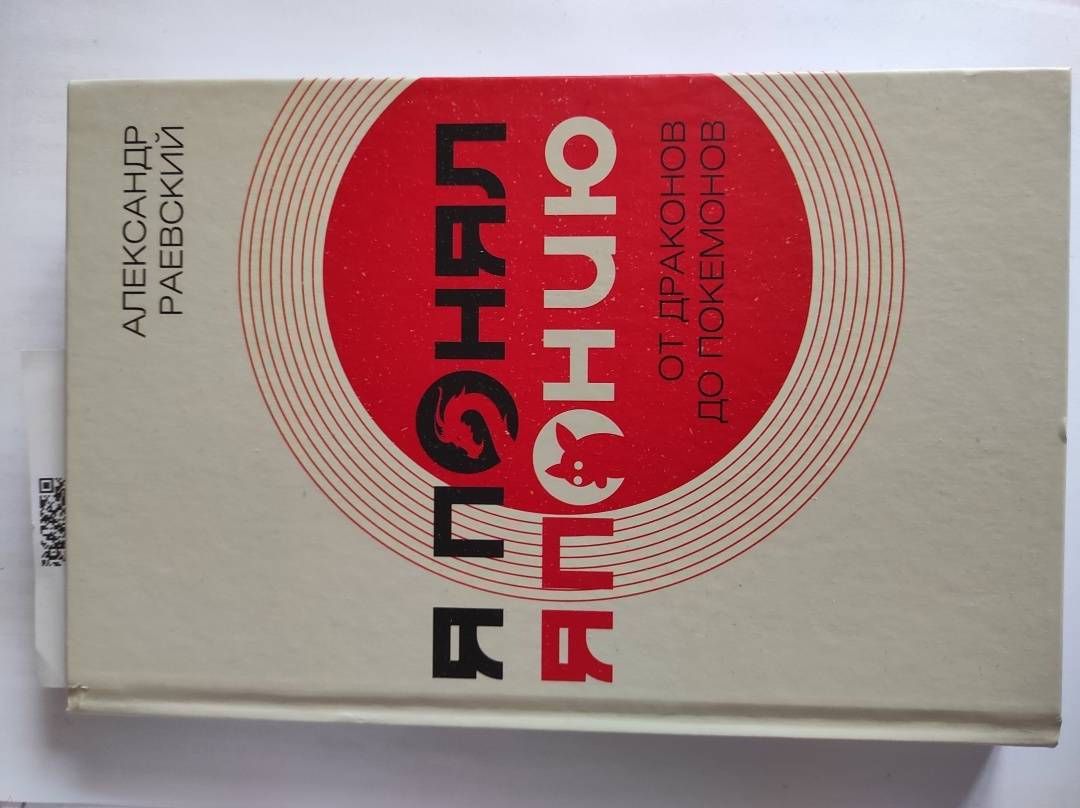 АЛЕКСАНДР
РАЕВСКИЙ
Я ПОНЯЛ
ЯПОНИЮ
ОТ ДРАКОНОВ
ДО ПОКЕМОНОВ